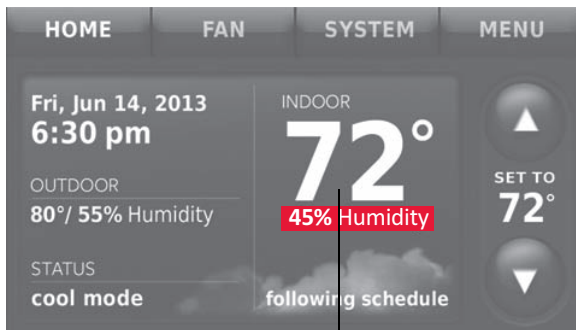 HOME FAN SYSTEM MENU
Fri, Jun 14, 2013
6:30 pm
OUTDOOR
80°/ 55% Humidity
STATUS
cool mode
INDOOR
72°
45% Humidity
following schedule
SET TO
72°